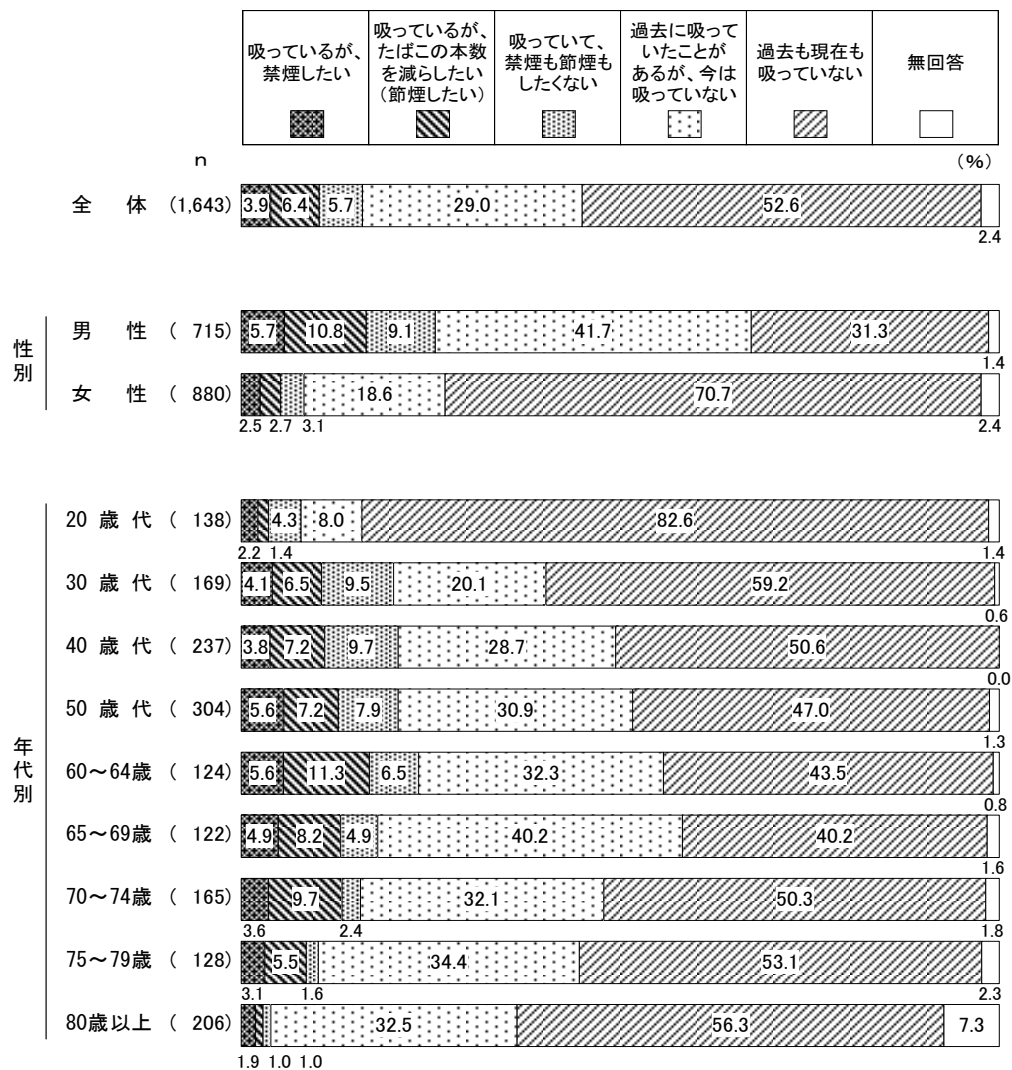 吸っているが、
禁煙したい
吸っているが、
たばこの本数
を減らしたい
(節煙したい)
吸っていて、
禁煙も節煙も
したくない
過去に吸って
いたことが
あるが、今は
吸っていない
過去も現在も
吸っていない
無回答
n
(%)
全 体 (1,643) 3.9 6.4 5.7 29.0 52.6
2.4
性別
男 性 ( 715) 5.7 10.8 9.1 41.7 31.3
1.4
女 性 ( 880) 18.6 70.7
2.5 2.7 3.1 2.4
年代別
20 歳 代 ( 138) 4.3 8.0 82.6
2.2 1.4 1.4
30 歳 代 ( 169) 4.1 6.5 9.5 20.1 59.2
0.6
40 歳 代 ( 237) 3.8 7.2 9.7 28.7 50.6
0.0
50 歳 代 ( 304) 5.6 7.2 7.9 30.9 47.0
1.3
60~64歳 ( 124) 5.6 11.3 6.5 32.3 43.5
0.8
65~69歳 ( 122) 4.9 8.2 4.9 40.2 40.2
1.6
70~74歳 ( 165) 9.7 32.1 50.3
3.6 2.4 1.8
75~79歳 ( 128) 5.5 34.4 53.1
3.1 1.6 2.3
80歳以上 ( 206) 32.5 56.3 7.3
1.9 1.0 1.0